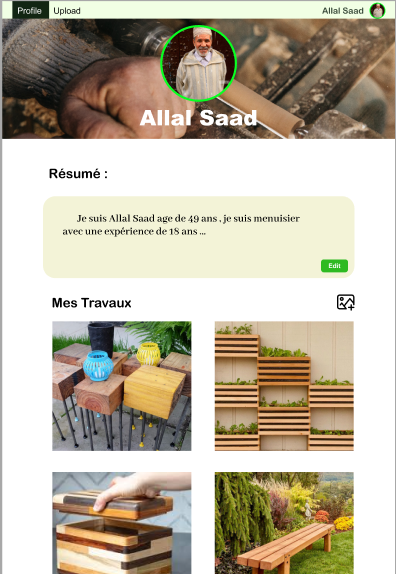 Profile Upload Allal Saad
Allal Saad
Résumé :
Je suis Allal Saad age de 49 ans , je suis menuisier
avec une expérience de 18 ans ...
Edit
Mes Travaux